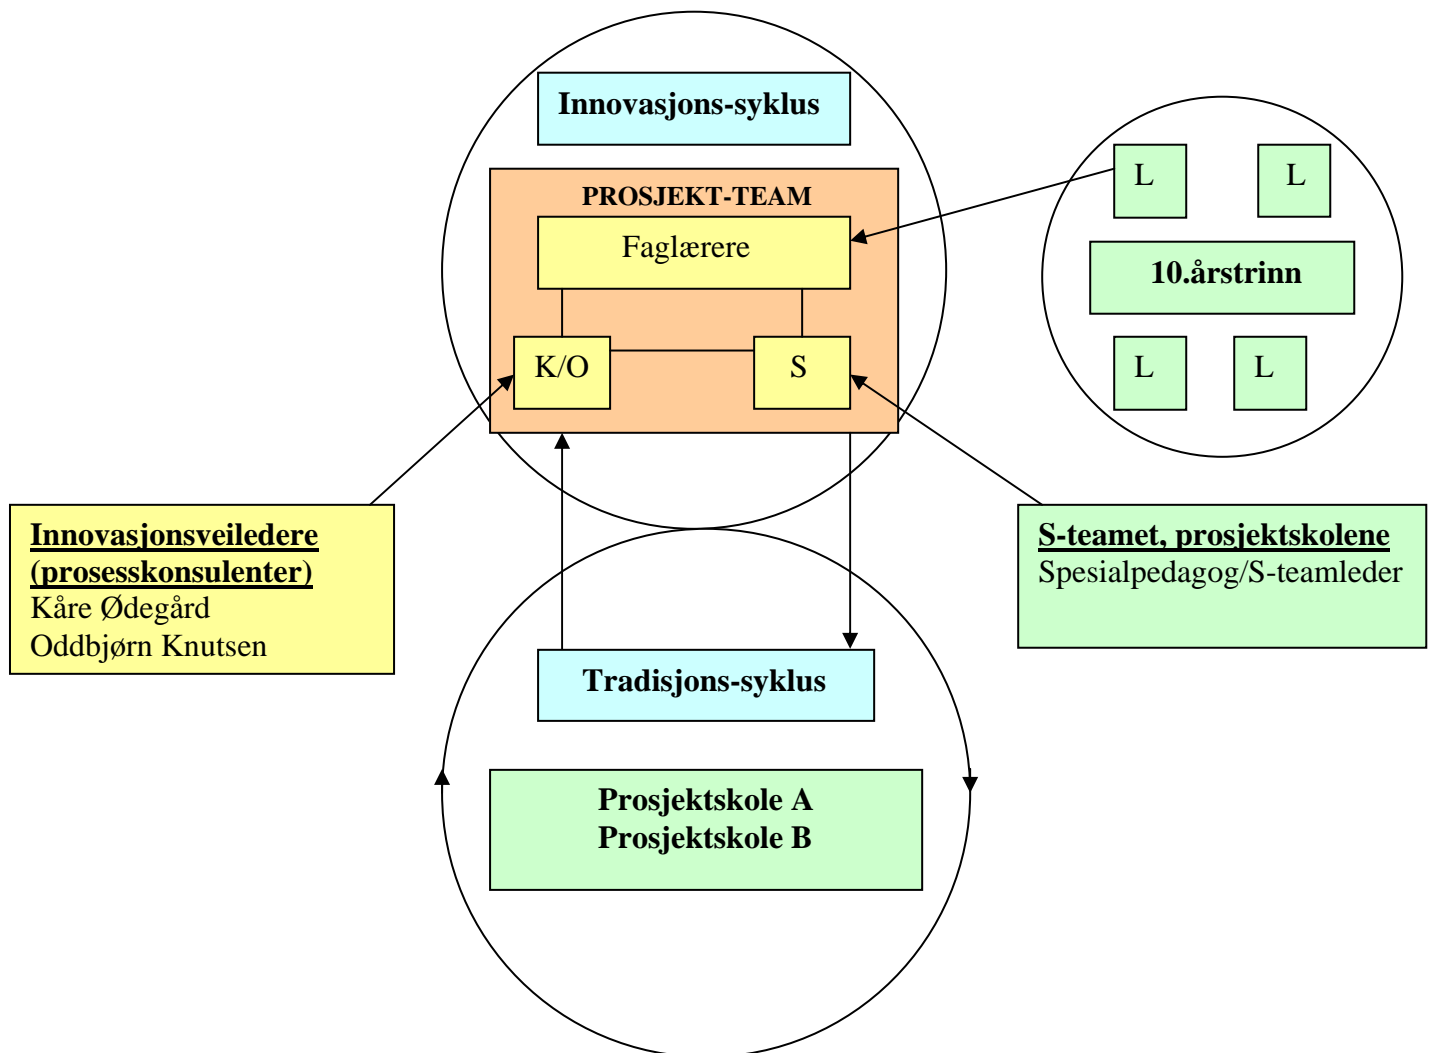 Innovasjons-syklus
PROSJEKT-TEAM
Faglærere
K/O
S
L
L
10.årstrinn
L
L
Innovasjonsveiledere
(prosesskonsulenter)
Kåre Ødegård
Oddbjørn Knutsen
S-teamet, prosjektskolene
Spesialpedagog/S-teamleder
Tradisjons-syklus
Prosjektskole A
Prosjektskole B